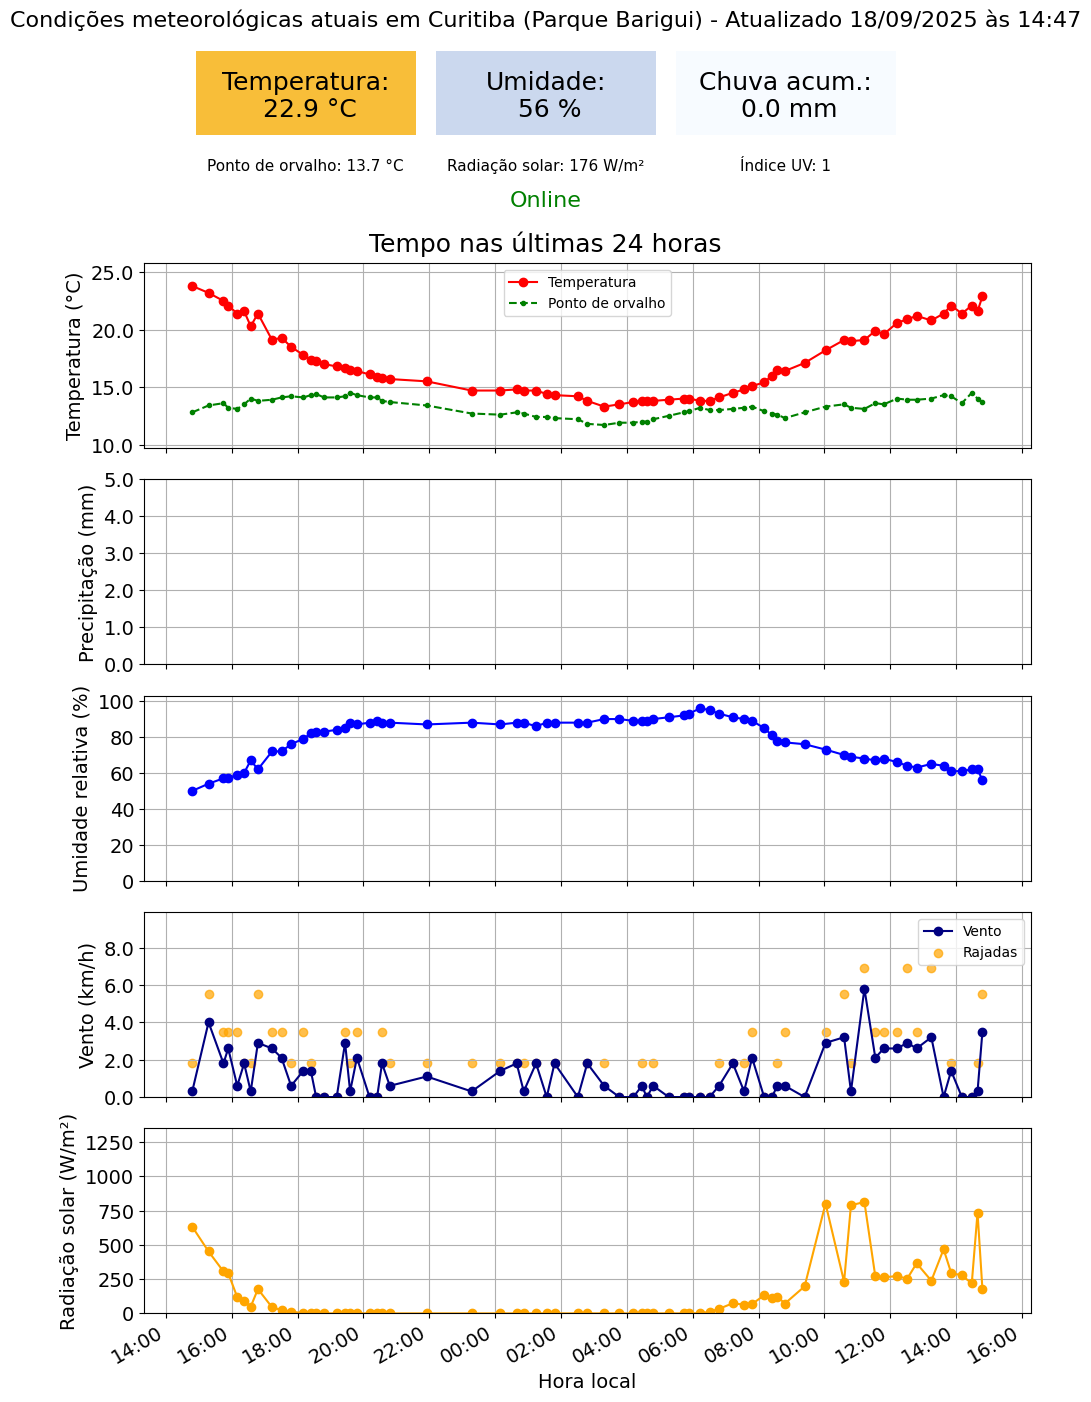 Condições meteorológicas atuais em Curitiba (Parque Barigui) - Atualizado 18/09/2025 às 14:47
Temperatura:
22.9 °C
Umidade:
56 %
Chuva acum.:
0.0 mm
Ponto de orvalho: 13.7 °C
Radiação solar: 176 W/m²
Índice UV: 1
Online
Tempo nas últimas 24 horas
Temperatura (°C)
25.0
20.0
15.0
10.0
Temperatura
Ponto de orvalho
Precipitação (mm)
5.0
4.0
3.0
2.0
1.0
0.0
Umidade relativa (%)
100
80
60
40
20
0
Vento (km/h)
8.0
6.0
4.0
2.0
0.0
Vento
Rajadas
Radiação solar (W/m²)
1250
1000
750
500
250
0
14:00
16:00
18:00
20:00
22:00
00:00
02:00
04:00
06:00
08:00
10:00
12:00
14:00
16:00
Hora local